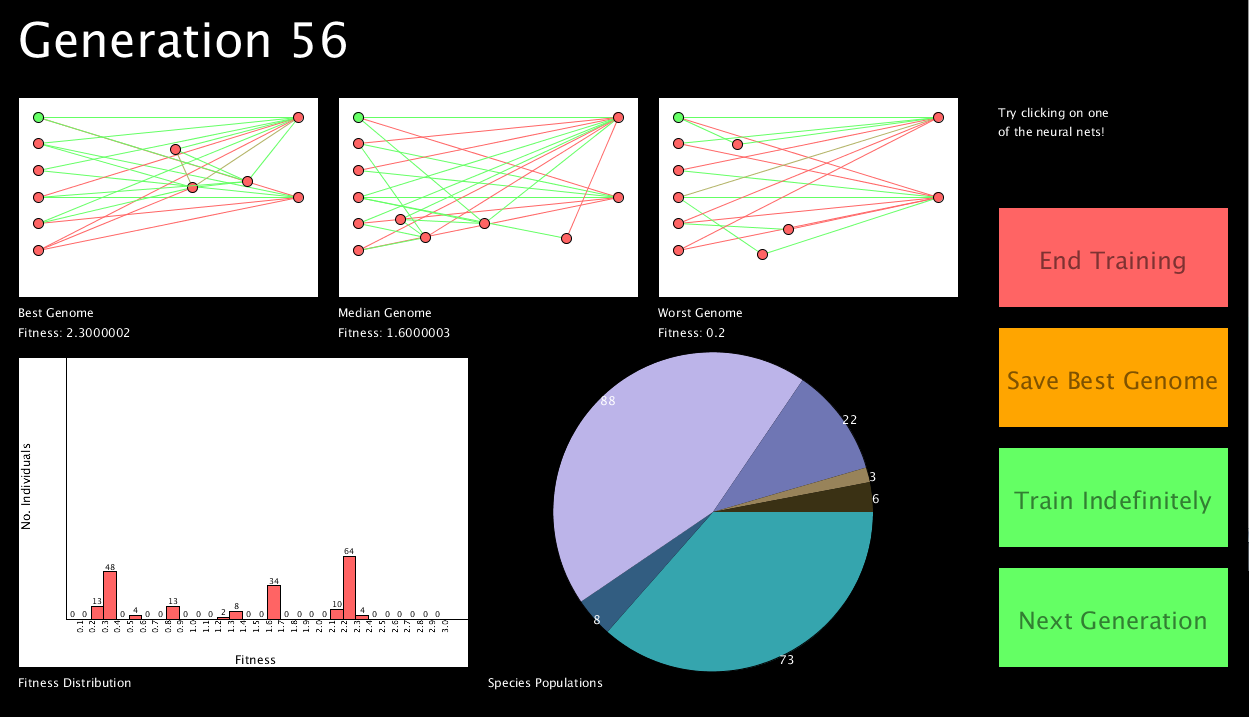 Generation 56
Try clicking on one
of the neural nets!
End Training
Save Best Genome
Train Indefinitely
Next Generation
Best Genome
Fitness: 2.3000002
Median Genome
Fitness: 1.6000003
Worst Genome
Fitness: 0.2
No. Individuals
0 0 13 48 0 4 0 0 13 0 0 0 2 8 0 0 34 0 0 0 0 10 64 4 0 0 0 0 0 0
0.1 0.2 0.3 0.4 0.5 0.6 0.7 0.8 0.9 1.0 1.1 1.2 1.3 1.4 1.5 1.6 1.7 1.8 1.9 2.0 2.1 2.2 2.3 2.4 2.5 2.6 2.7 2.8 2.9 3.0
Fitness
Fitness Distribution
88
22
3
6
8
73
Species Populations